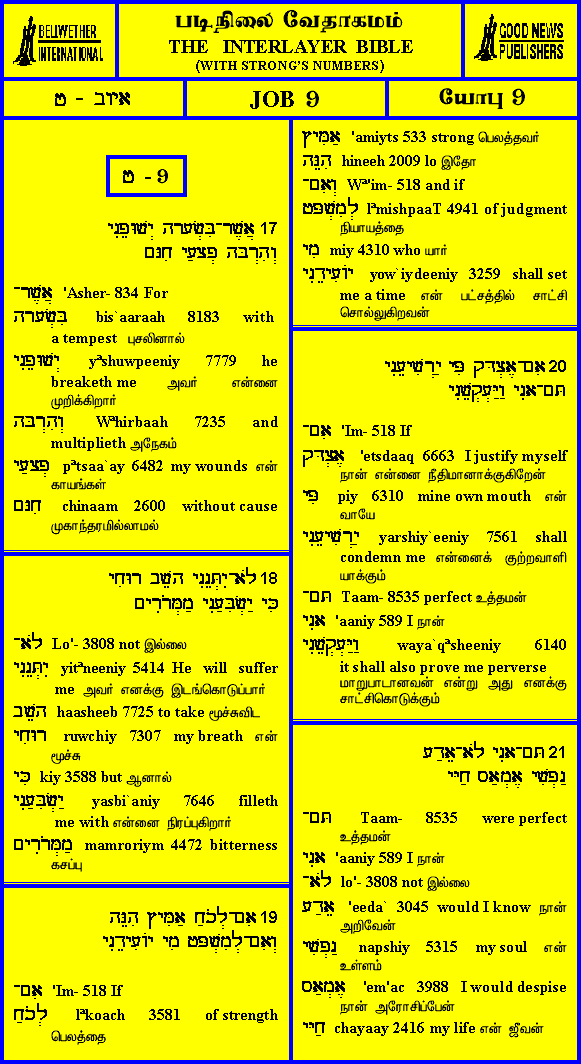 BELLWETHER
INTERNATIONAL
படிநிலை வேதாகமம்
THE INTERLAYER BIBLE
(WITH STRONG'S NUMBERS)
GOOD NEWS
PUBLISHERS
איוב - ט
JOB 9
யோபு 9
ט - 9
17 אֲשֶׁר־בִּשְׂעָרָה יְשׁוּפֵנִי
וְהִרְבָּה פְצָעַי חִנָּם
אֲשֶׁר־ 'Asher- 834 For
בִּשְׂעָרָה bis`aaraah 8183 with
a tempest புசலினால்
יְשׁוּפֵנִי yªshuwpeeniy 7779 he
breaketh me அவர் என்னை
முறிக்கிறார்
וְהִרְבָּה Wªhirbaah 7235 and
multiplieth அநேகம்
פְצָעַי pªtsaa`ay 6482 my wounds என்
காயங்கள்
חִנָּם chinaam 2600 without cause
முகாந்தரமில்லாமல்
18 לֹא־יִתְּנֵנִי הָשֵׁב רוּחִי
כִּי יַשְׂבִּעַנִי מַמְּרֹרִים
לֹא־ Lo'- 3808 not இல்லை
יִתְּנֵנִי yitªneeniy 5414 He will suffer
me அவர் எனக்கு இடங்கொடுப்பார்
הָשֵׁב haasheeb 7725 to take மூச்சுவிட
רוּחִי ruwchiy 7307 my breath என்
மூச்சு
כִּי kiy 3588 but ஆனால்
יַשְׂבִּעַנִי yasbi`aniy 7646 filleth
me with என்னை நிரப்புகிறார்
מַמְּרֹרִים mamroriym 4472 bitterness
கசப்பு
19 אִם־לְכֹחַ אַמִּיץ הִנֵּה
וְאִם־לְמִשְׁפָּט מִי יוֹעִידֵנִי
אִם־ 'Im- 518 If
לְכֹחַ lªkoach 3581 of strength
பெலத்தை
אַמִּיץ 'amiyts 533 strong பெலத்தவர்
הִנֵּה hineeh 2009 lo இதோ
וְאִם־ Wª'im- 518 and if
לְמִשְׁפָּט lªmishpaaT 4941 of judgment
நியாயத்தை
מִי miy 4310 who யார்
יוֹעִידֵנִי yow`iydeeniy 3259 shall set
me a time என் பட்சத்தில் சாட்சி
சொல்லுகிறவன்
20 אִם־אֶצְדָּק פִּי יַרְשִׁיעֵנִי
תָּם־אָנִי וַיַּעְקְשֵׁנִי
אִם־ 'Im- 518 If
אֶצְדָּק 'etsdaaq 6663 I justify myself
நான் என்னை நீதிமானாக்குகிறேன்
פִּי piy 6310 mine own mouth என்
வாயே
יַרְשִׁיעֵנִי yarshiy`eeniy 7561 shall
condemn me என்னைக் குற்றவாளி
யாக்கும்
תָּם־ Taam- 8535 perfect உத்தமன்
אָנִי 'aaniy 589 I நான்
וַיַּעְקְשֵׁנִי waya`qªsheeniy 6140
it shall also prove me perverse
மாறுபாடானவன் என்று அது எனக்கு
சாட்சிகொடுக்கும்
21 תָּם־אָנִי לֹא־אֵדַע
נַפְשִׁי אֶמְאַס חַיָּי
תָּם־ Taam- 8535 were perfect
உத்தமன்
אָנִי 'aaniy 589 I நான்
לֹא־ lo'- 3808 not இல்லை
אֵדַע 'eeda` 3045 would I know நான்
அறிவேன்
נַפְשִׁי napshiy 5315 my soul என்
உள்ளம்
אֶמְאַס 'em'ac 3988 I would despise
நான் அரோசிப்பேன்
חַיָּי chayaay 2416 my life என் ஜீவன்